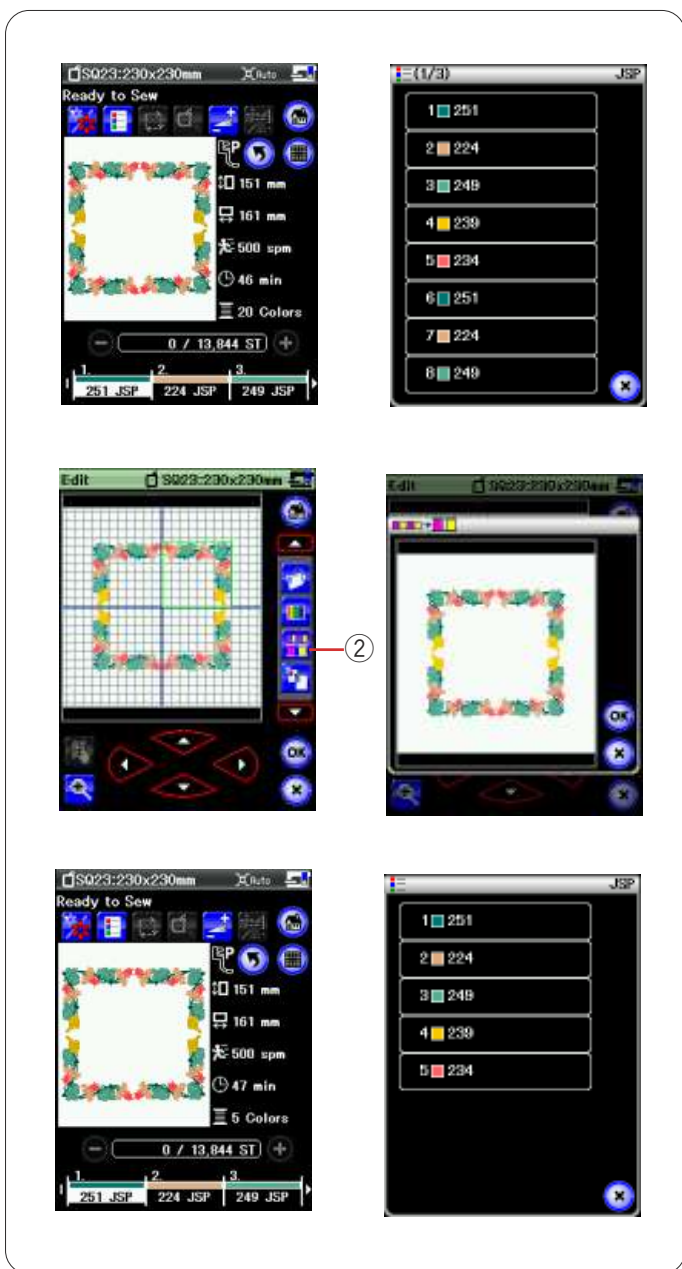 SQ23:230x230mm Auto
Ready to Sew
P
151 mm
161 mm
500 spm
46 min
20 Colors
0 / 13,844 ST
1. 2. 3.
251 JSP 224 JSP 249 JSP
(1/3) JSP
1 251
2 224
3 249
4 239
5 234
6 251
7 224
8 249
Edit SQ23:230x230mm
OK
②
Edit SQ23:230x230mm
OK
SQ23:230x230mm Auto
Ready to Sew
P
151 mm
161 mm
500 spm
47 min
5 Colors
0 / 13,844 ST
1. 2. 3.
251 JSP 224 JSP 249 JSP
JSP
1 251
2 224
3 249
4 239
5 234